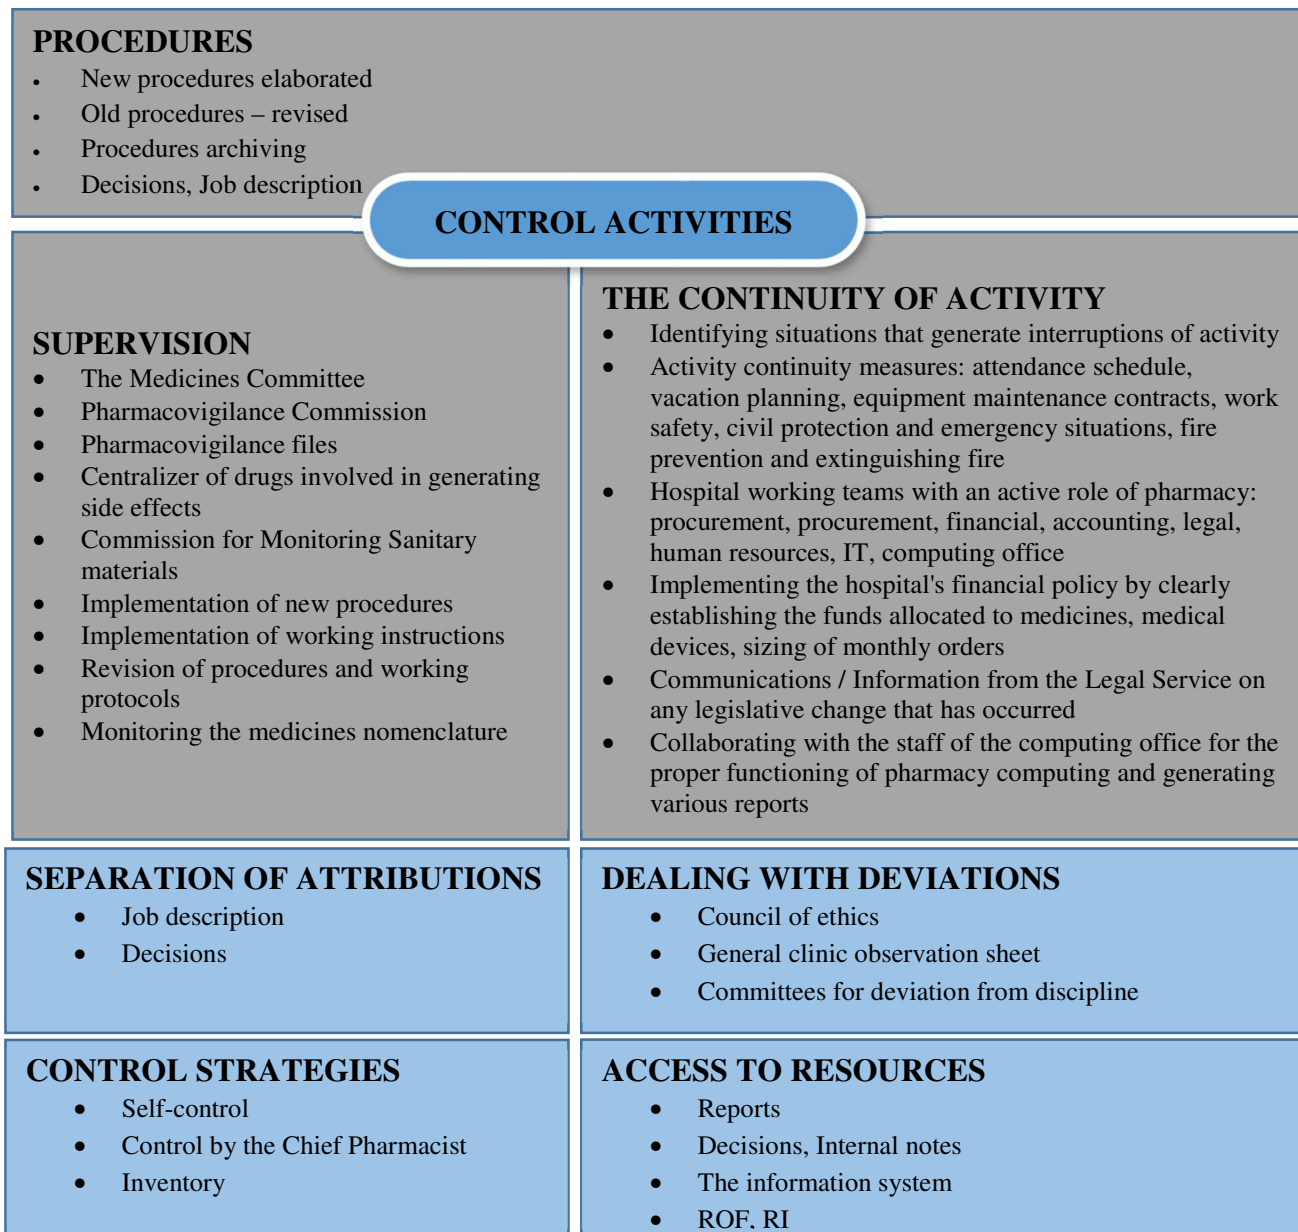 PROCEDURES
• New procedures elaborated
• Old procedures – revised
• Procedures archiving
• Decisions, Job description
CONTROL ACTIVITIES
SUPERVISION
• The Medicines Committee
• Pharmacovigilance Commission
• Pharmacovigilance files
• Centralizer of drugs involved in generating
side effects
• Commission for Monitoring Sanitary
materials
• Implementation of new procedures
• Implementation of working instructions
• Revision of procedures and working
protocols
• Monitoring the medicines nomenclature
THE CONTINUITY OF ACTIVITY
• Identifying situations that generate interruptions of activity
• Activity continuity measures: attendance schedule,
vacation planning, equipment maintenance contracts, work
safety, civil protection and emergency situations, fire
prevention and extinguishing fire
• Hospital working teams with an active role of pharmacy:
procurement, procurement, financial, accounting, legal,
human resources, IT, computing office
• Implementing the hospital's financial policy by clearly
establishing the funds allocated to medicines, medical
devices, sizing of monthly orders
• Communications / Information from the Legal Service on
any legislative change that has occurred
• Collaborating with the staff of the computing office for the
proper functioning of pharmacy computing and generating
various reports
SEPARATION OF ATTRIBUTIONS
• Job description
• Decisions
DEALING WITH DEVIATIONS
• Council of ethics
• General clinic observation sheet
• Committees for deviation from discipline
CONTROL STRATEGIES
• Self-control
• Control by the Chief Pharmacist
• Inventory
ACCESS TO RESOURCES
• Reports
• Decisions, Internal notes
• The information system
• ROF, RI